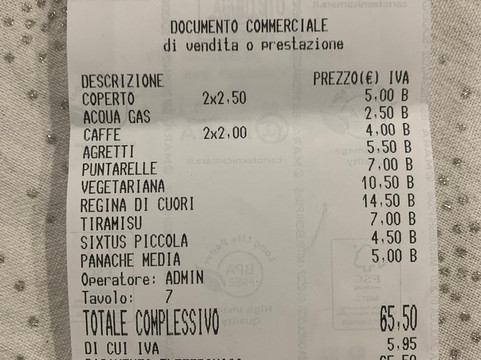 DOCUMENTO COMMERCIALE
di vendita o prestazione
DESCRIZIONE PREZZO(€) IVA
COPERTO 2x2,50 5,00 B
ACQUA GAS 2,50 B
CAFFE 2x2,00 4,00 B
AGRETTI 5,50 B
PUNTARELLE 7,00 B
VEGETARIANA 10,50 B
REGINA DI CUORI 14,50 B
TIRAMISU 7,00 B
SIXTUS PICCOLA 4,50 B
PANACHE MEDIA 5,00 B
Operatore: ADMIN
Tavolo: 7
TOTALE COMPLESSIVO 65,50
DI CUI IVA 5,95